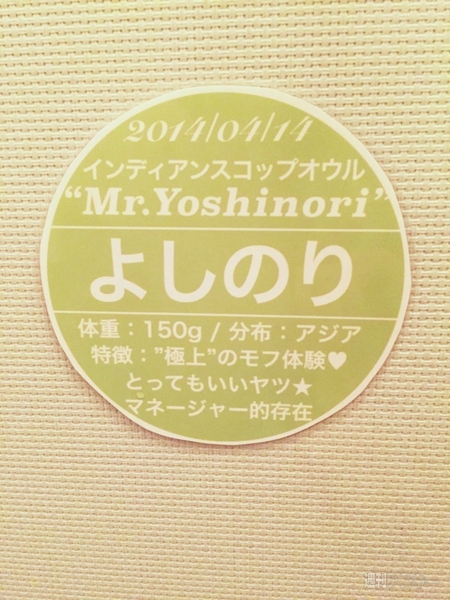 2014/04/14
インディアンスコップオウル
“Mr.Yoshinori”
よしのり
体重：150g / 分布：アジア
特徴：”極上”のモフ体験♥
とってもいいヤツ★
マネージャー的存在
週刊